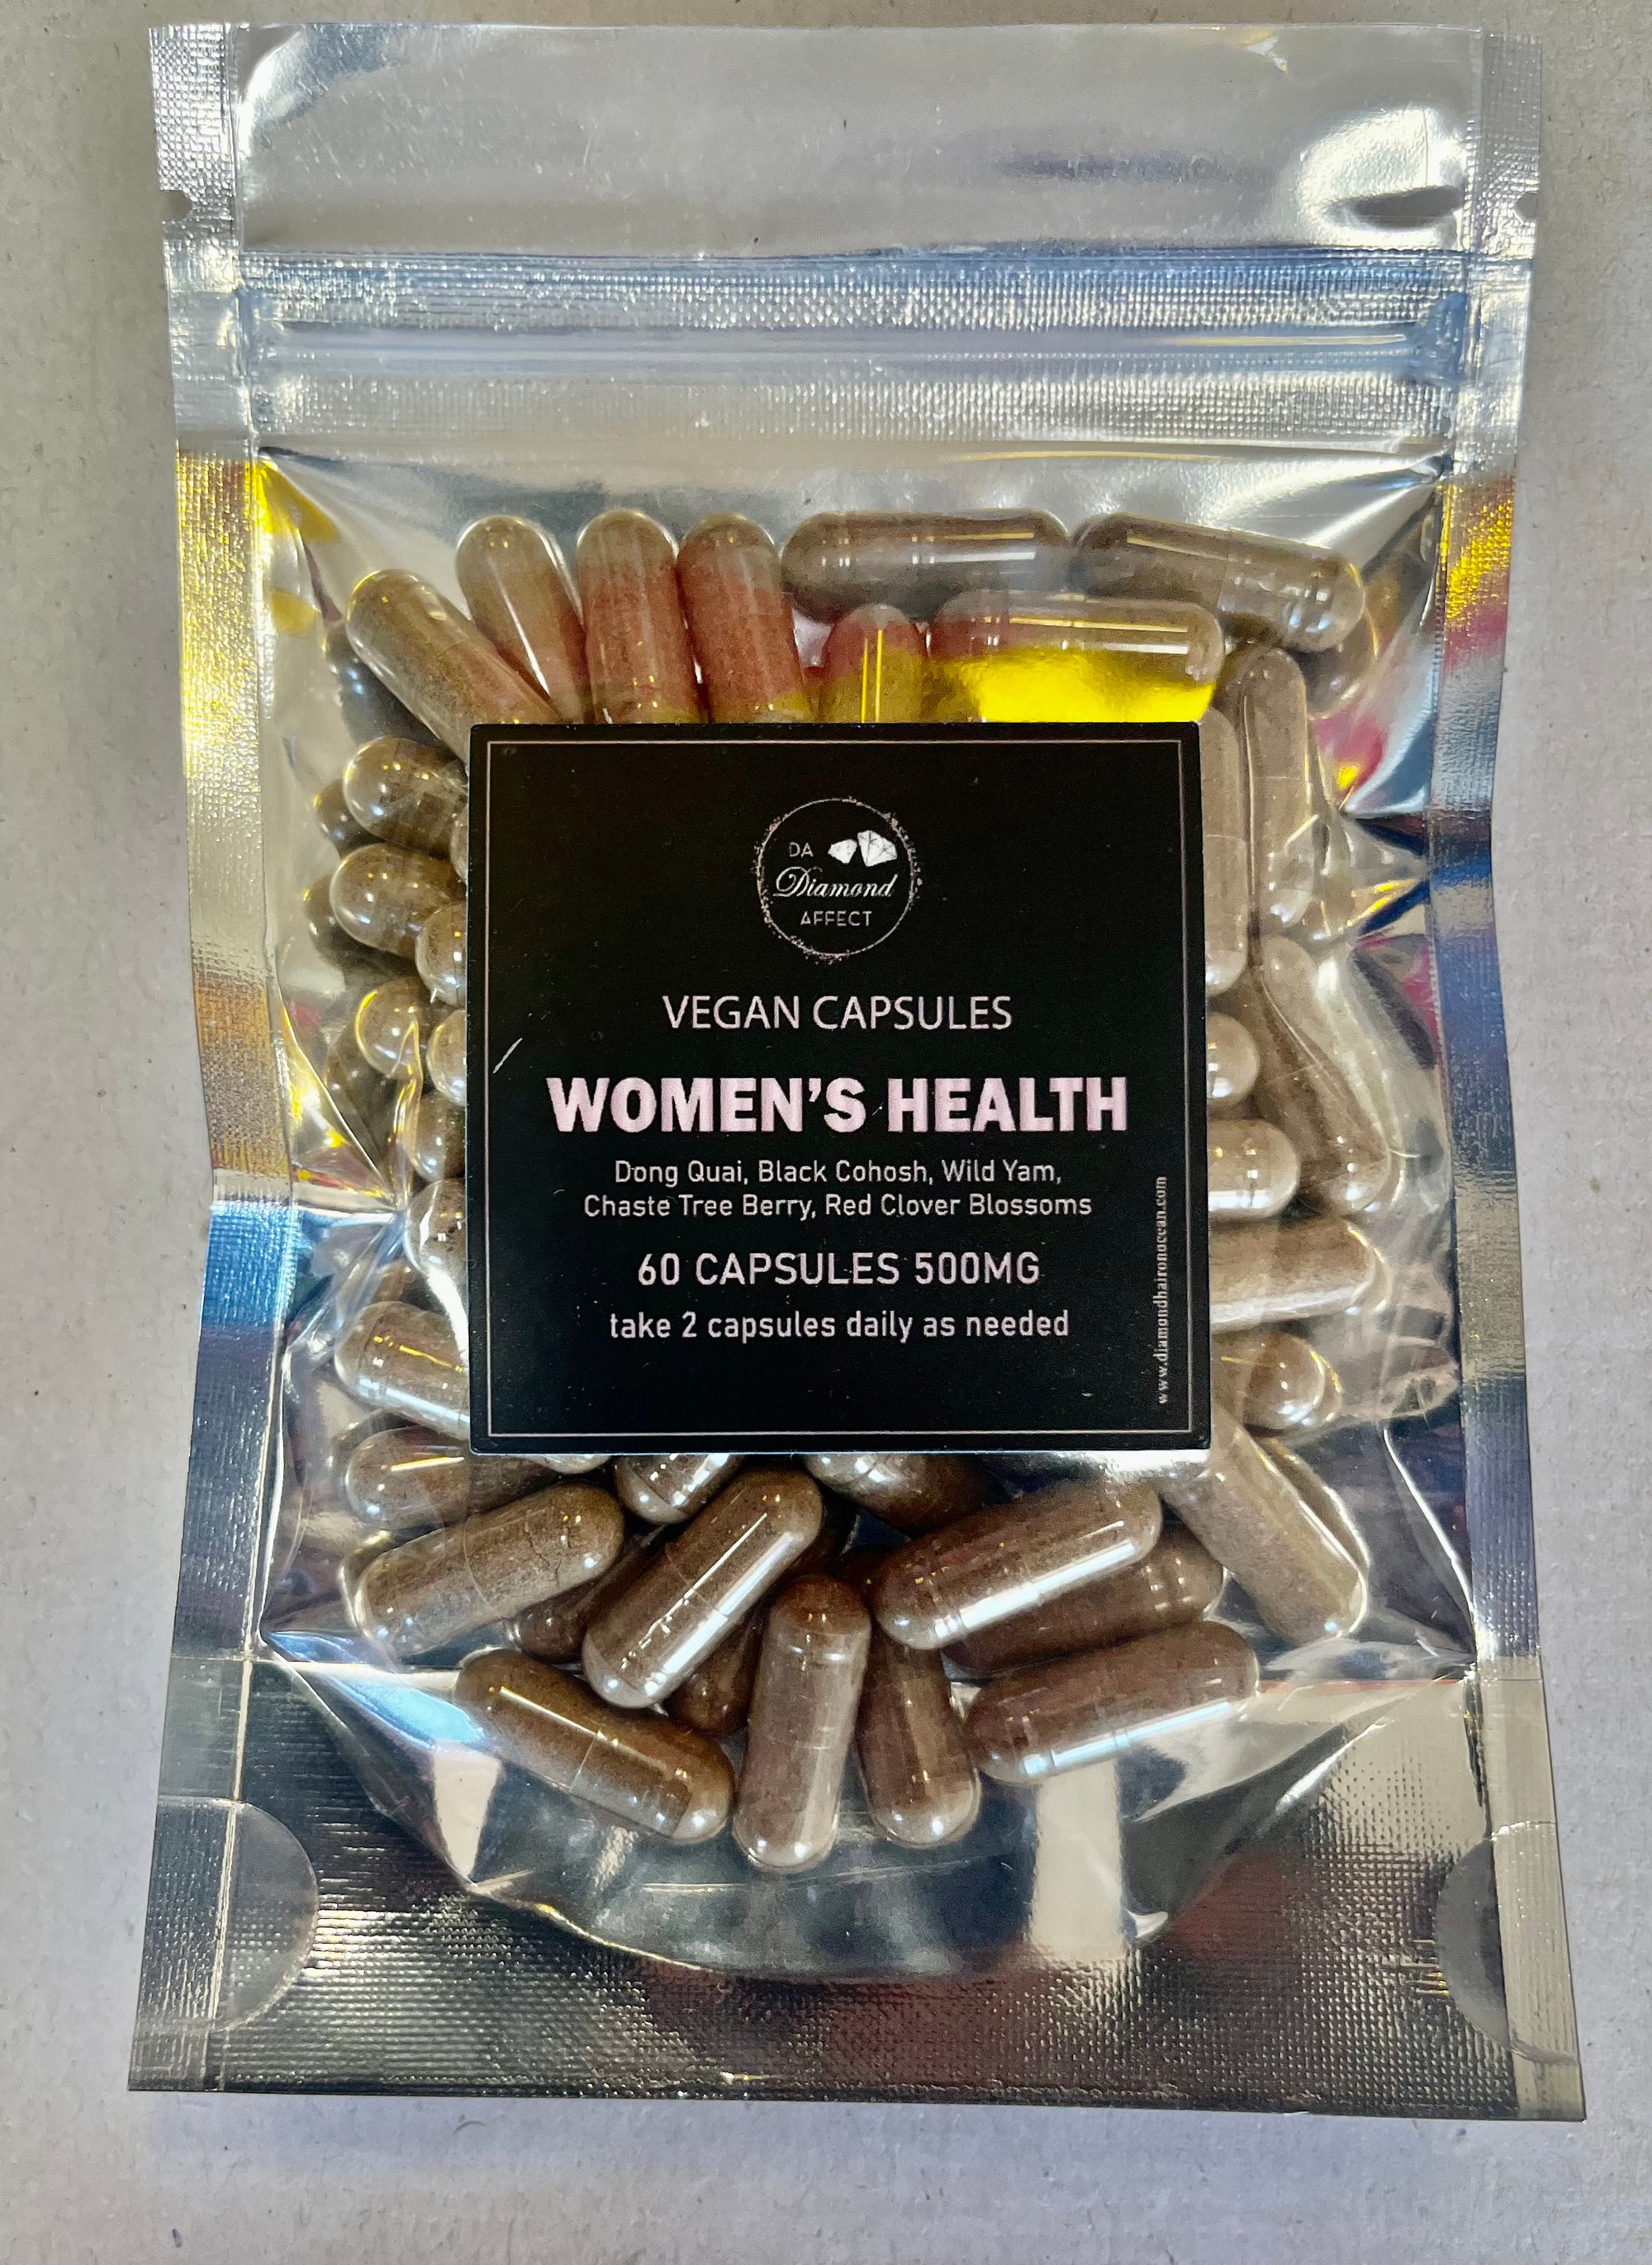 DA
Diamond
AFFECT
VEGAN CAPSULES
WOMEN'S HEALTH
Dong Quai, Black Cohosh, Wild Yam,
Chaste Tree Berry, Red Clover Blossoms
60 CAPSULES 500MG
take 2 capsules daily as needed
www.diamondhaironocean.com